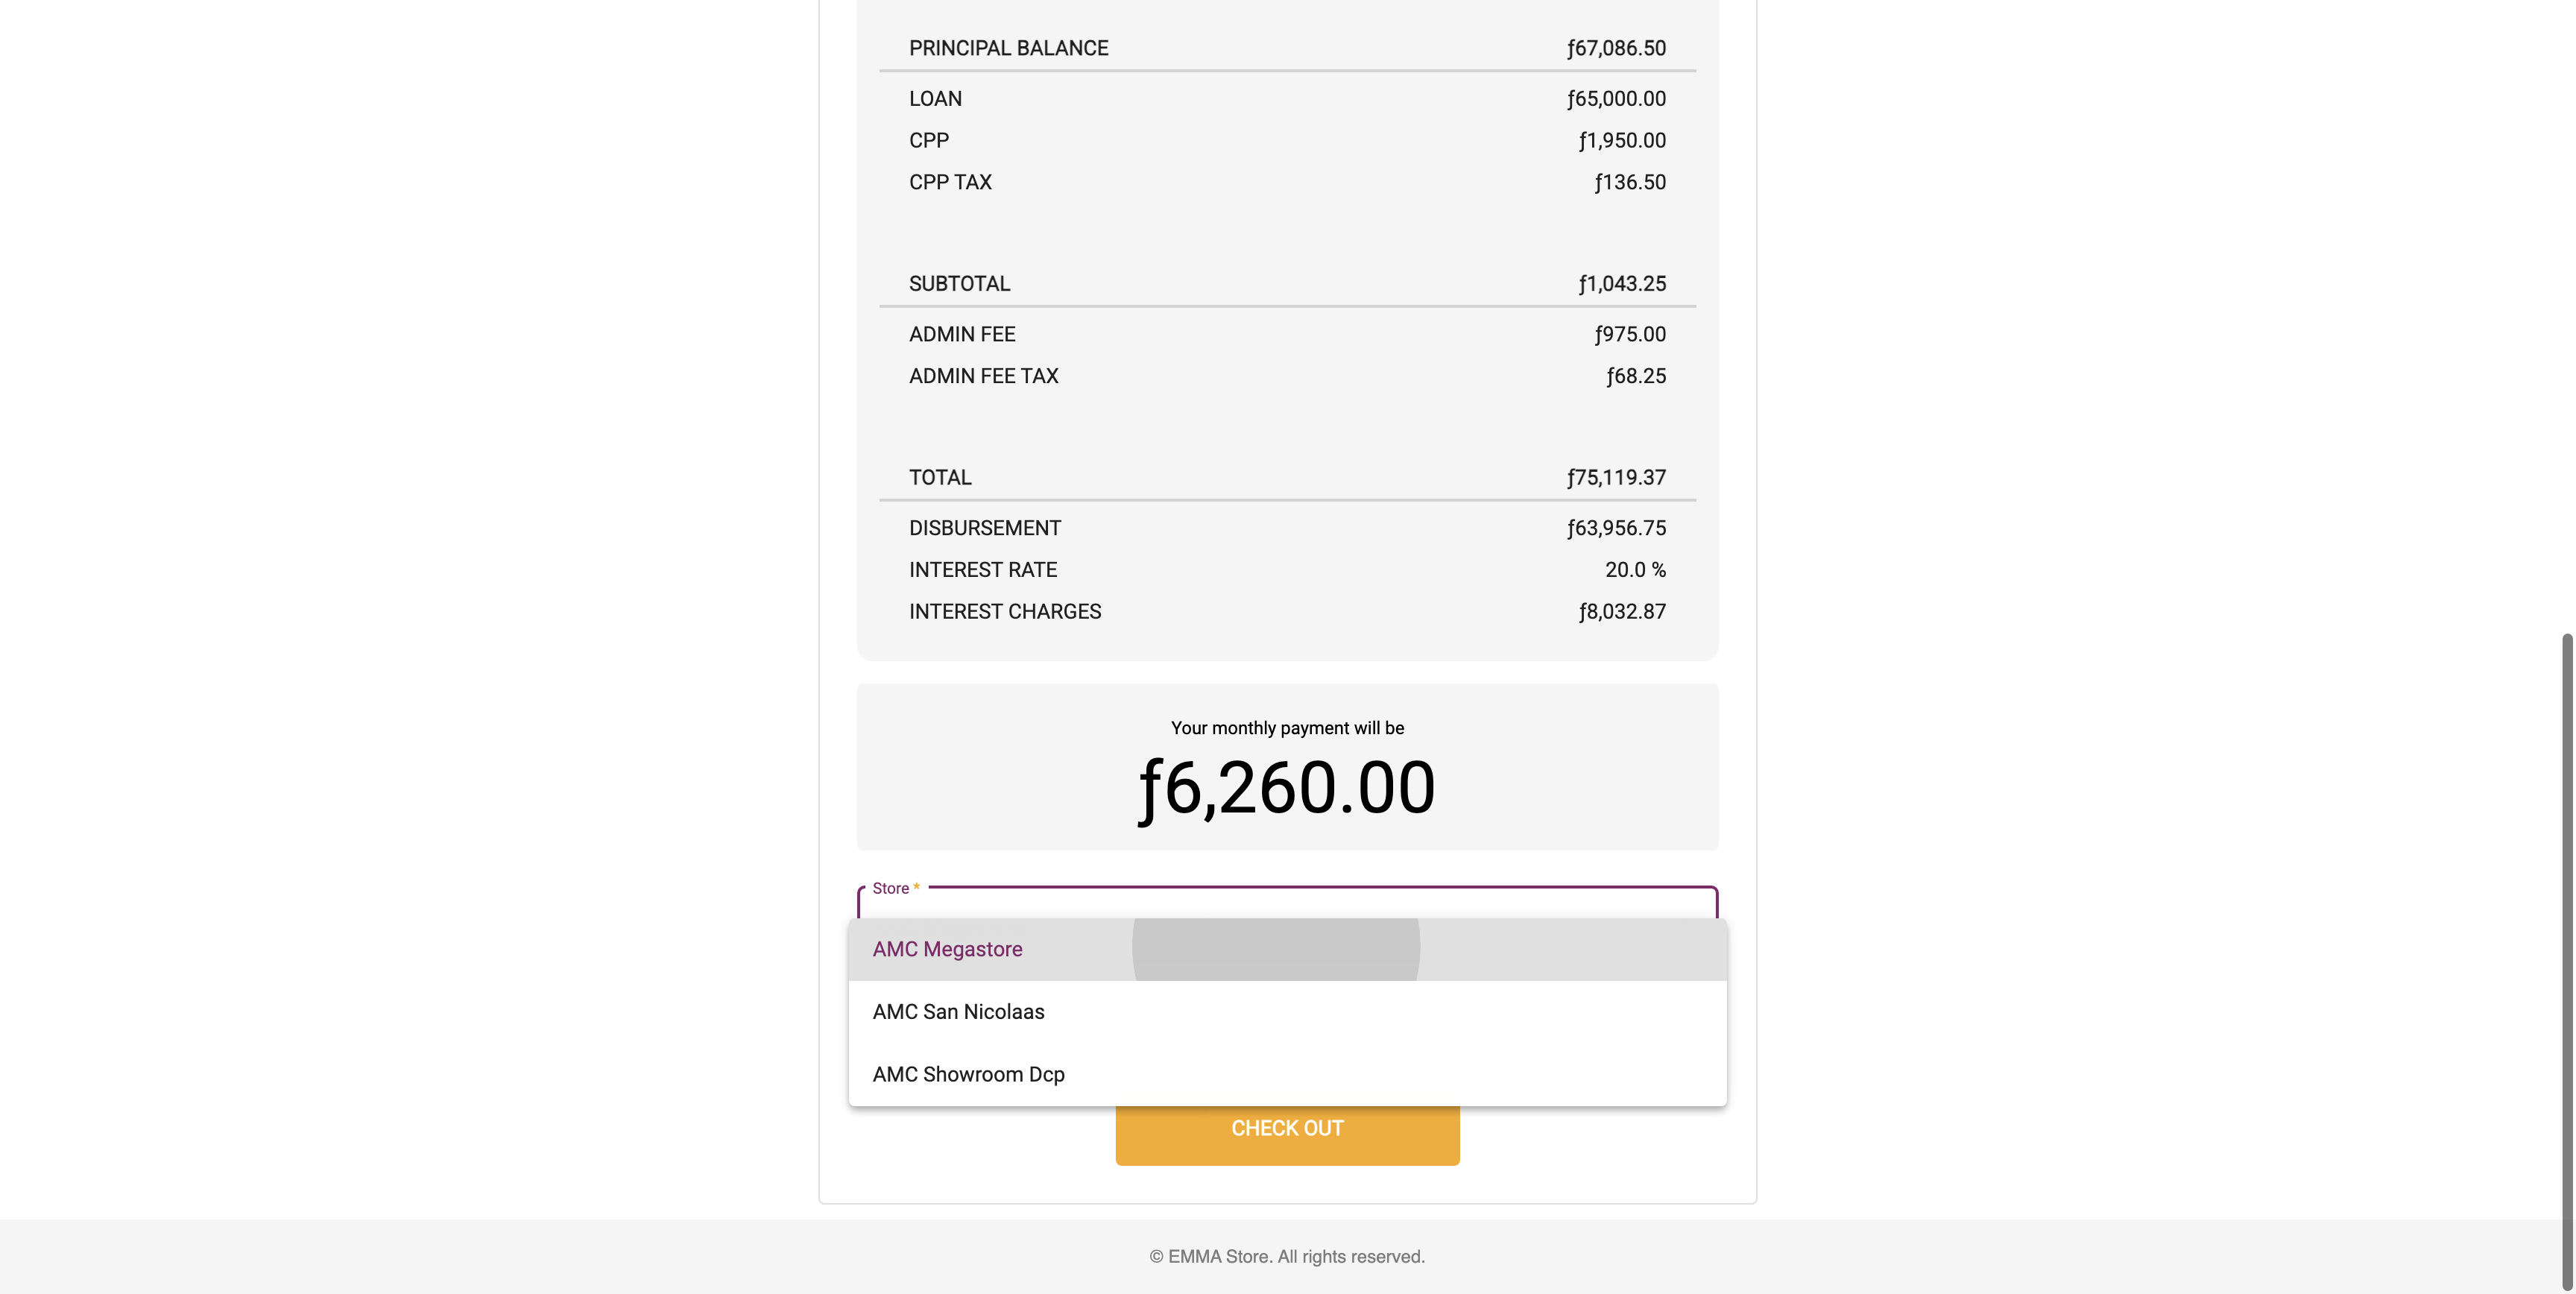 PRINCIPAL BALANCE ƒ67,086.50
LOAN ƒ65,000.00
CPP ƒ1,950.00
CPP TAX ƒ136.50
SUBTOTAL ƒ1,043.25
ADMIN FEE ƒ975.00
ADMIN FEE TAX ƒ68.25
TOTAL ƒ75,119.37
DISBURSEMENT ƒ63,956.75
INTEREST RATE 20.0 %
INTEREST CHARGES ƒ8,032.87
Your monthly payment will be
ƒ6,260.00
Store *
AMC Megastore
AMC San Nicolaas
AMC Showroom Dcp
CHECK OUT
© EMMA Store. All rights reserved.